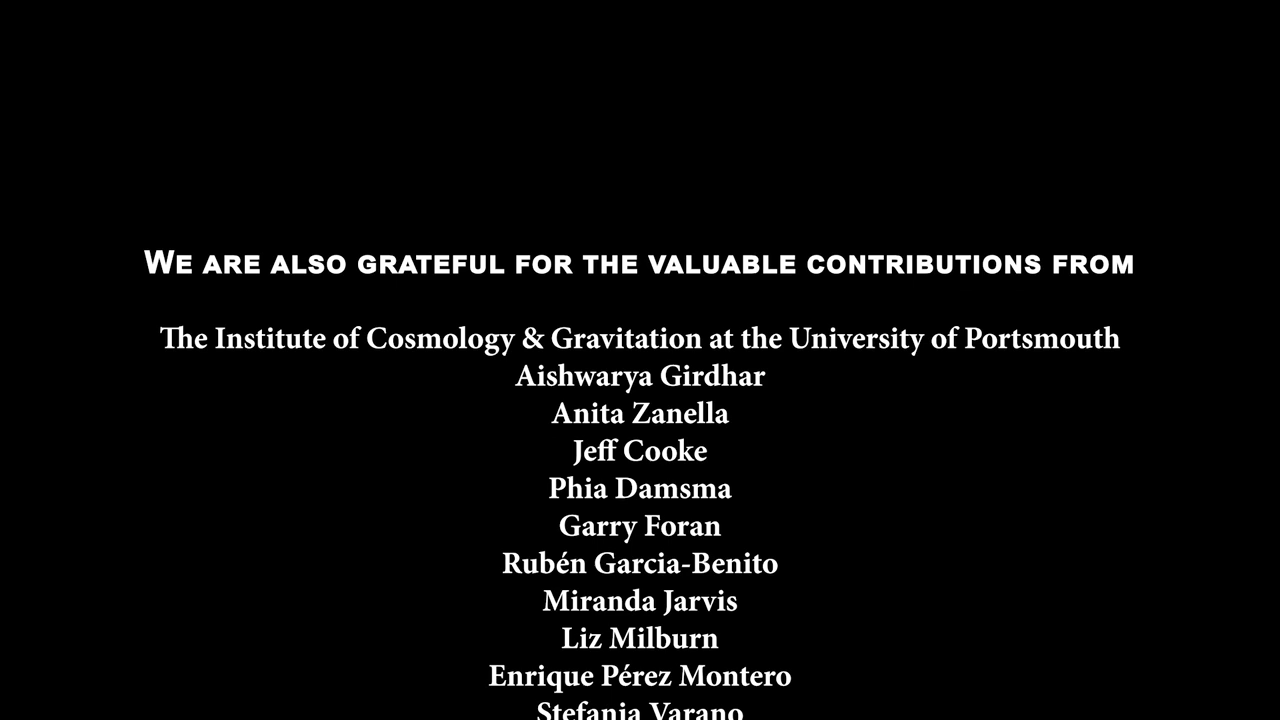 We are also grateful for the valuable contributions from
The Institute of Cosmology & Gravitation at the University of Portsmouth
Aishwarya Girdhar
Anita Zanella
Jeff Cooke
Phia Damsma
Garry Foran
Rubén Garcia-Benito
Miranda Jarvis
Liz Milburn
Enrique Pérez Montero
Stefania Varano